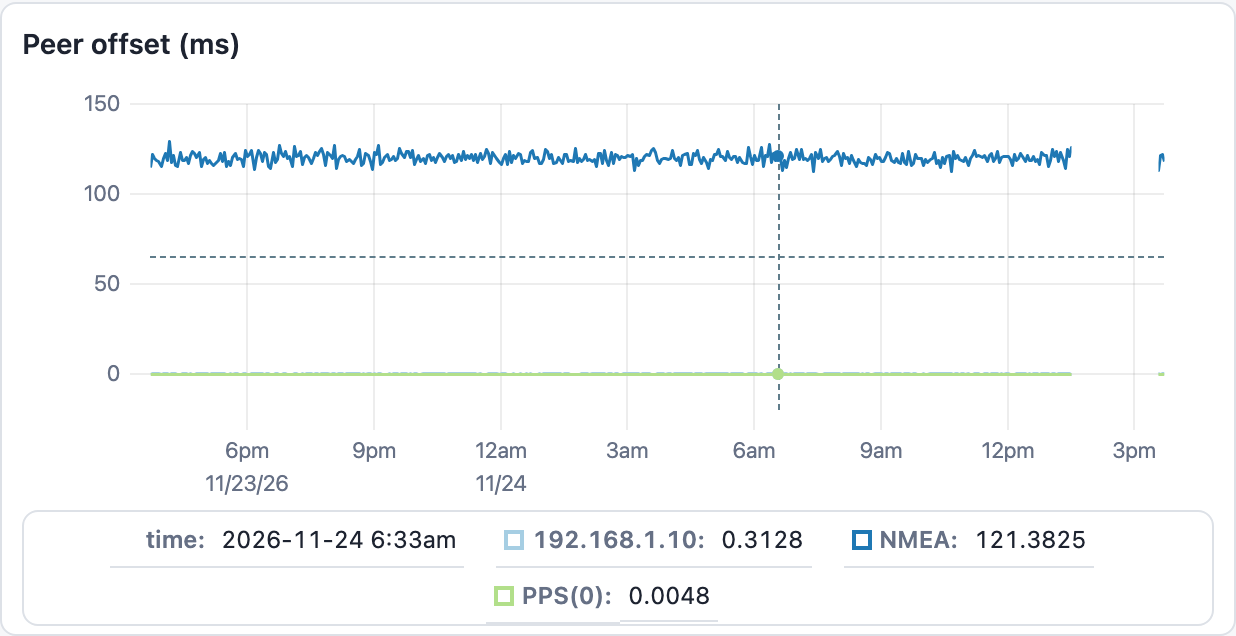 Peer offset (ms)
150
100
50
0
6pm 9pm 12am 3am 6am 9am 12pm 3pm
11/23/26 11/24
time: 2026-11-24 6:33am 192.168.1.10: 0.3128 NMEA: 121.3825
PPS(0): 0.0048